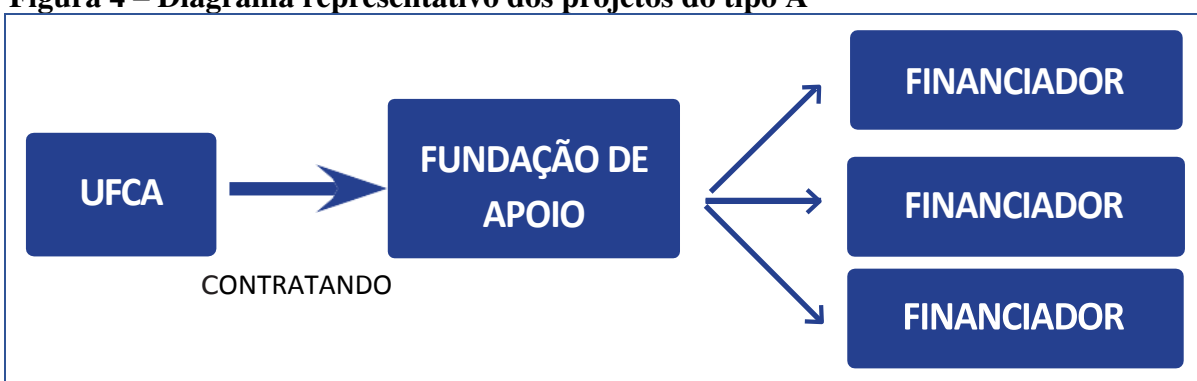 Figura 4 – Diagrama representativo dos projetos do tipo A
FINANCIADOR
UFCA
FUNDAÇÃO DE
APOIO
FINANCIADOR
CONTRATANDO
FINANCIADOR